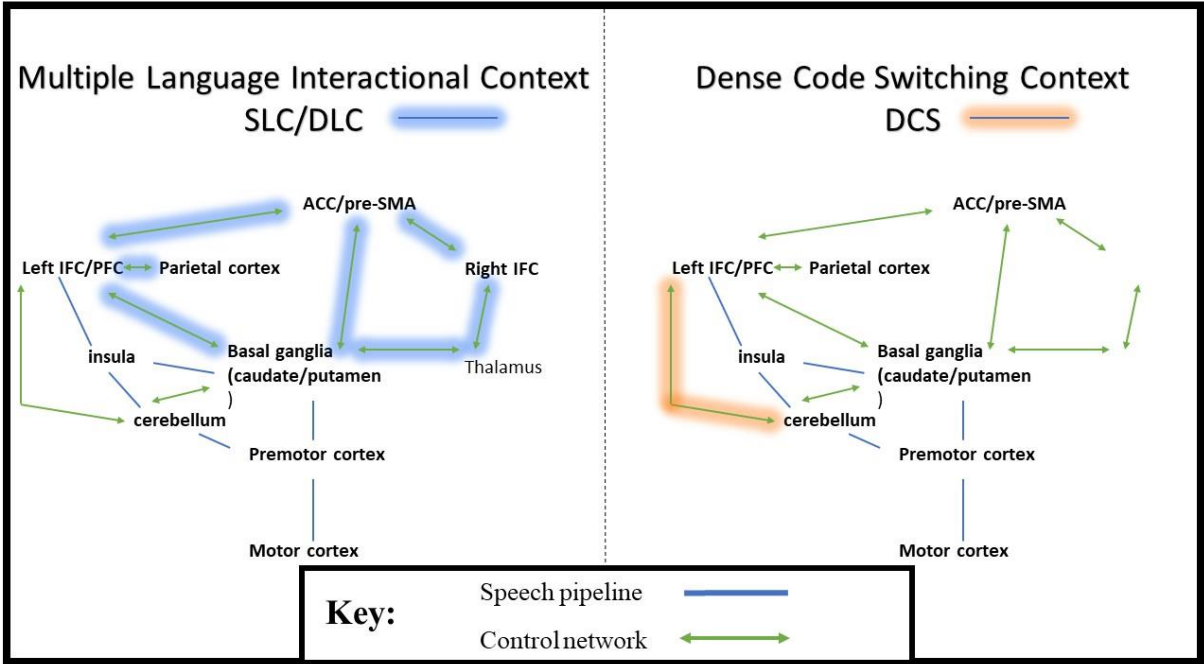 Multiple Language Interactional Context
SLC/DLC
ACC/pre-SMA
Left IFC/PFC
Parietal cortex
Right IFC
insula
Basal ganglia
(caudate/putamen
)
Thalamus
cerebellum
Premotor cortex
Motor cortex
Dense Code Switching Context
DCS
ACC/pre-SMA
Left IFC/PFC
Parietal cortex
insula
Basal ganglia
(caudate/putamen
)
cerebellum
Premotor cortex
Motor cortex
Key:
Speech pipeline
Control network